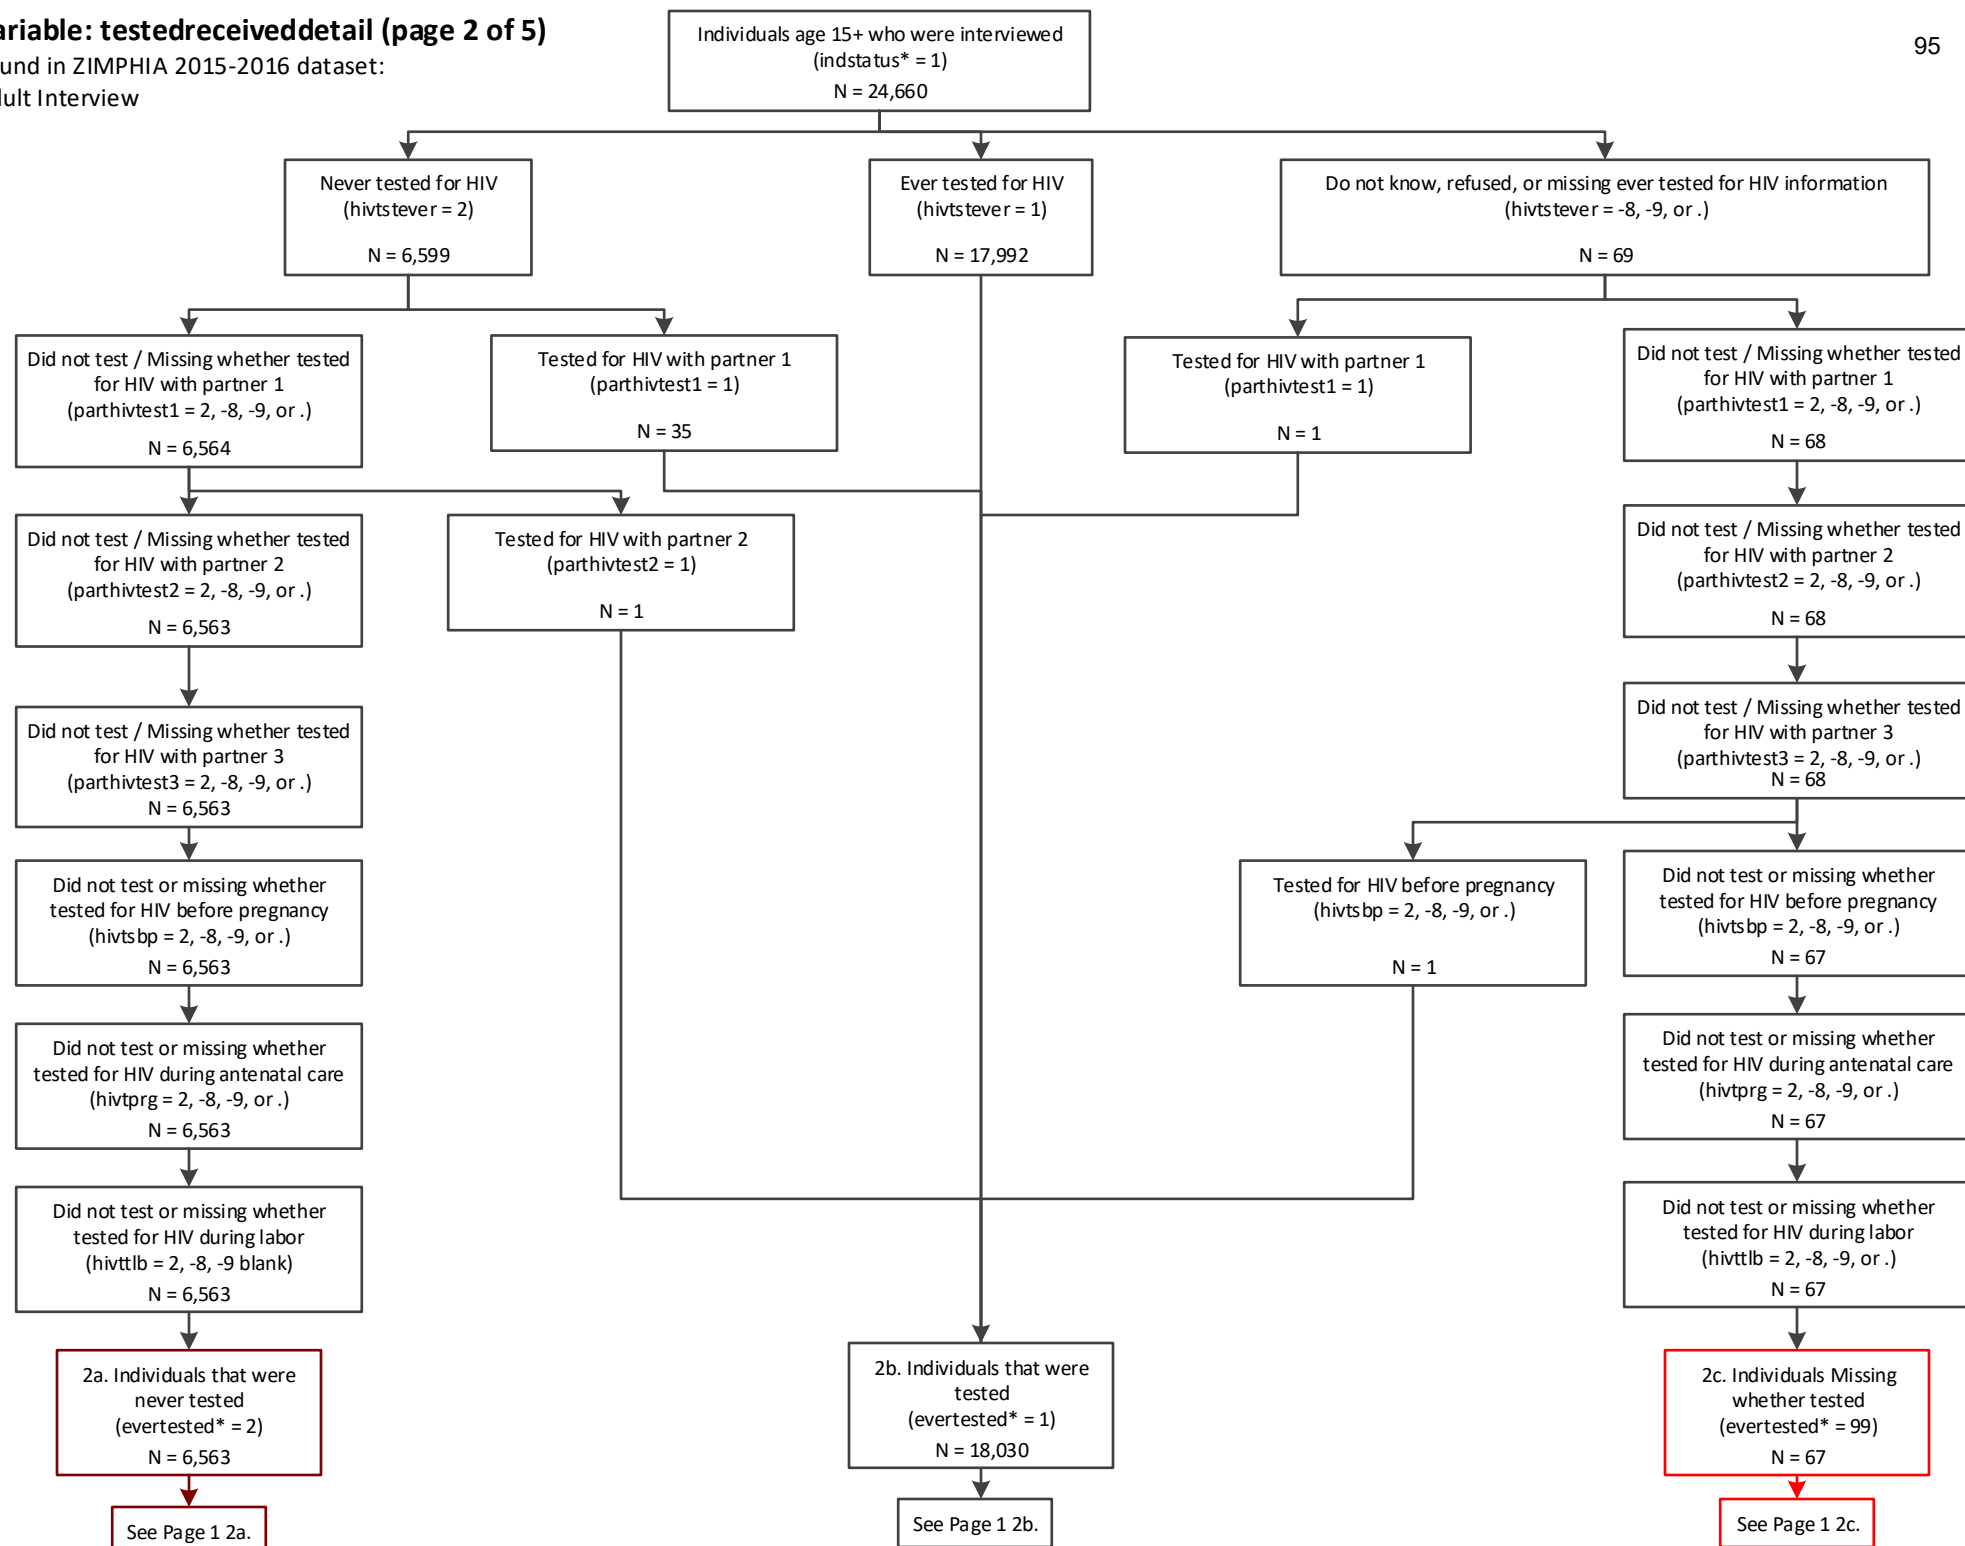 ariable: testedreceiveddetail (page 2 of 5)
und in ZIMPHIA 2015-2016 dataset:
lult Interview
95
Individuals age 15+ who were interviewed
(indstatus* = 1)
N = 24,660
Never tested for HIV
(hivtstever = 2)
N = 6,599
Ever tested for HIV
(hivtstever = 1)
N = 17,992
Do not know, refused, or missing ever tested for HIV information
(hivtstever = -8, -9, or .)
N = 69
Did not test / Missing whether tested
for HIV with partner 1
(parthivtest1 = 2, -8, -9, or .)
N = 6,564
Tested for HIV with partner 1
(parthivtest1 = 1)
N = 35
Tested for HIV with partner 1
(parthivtest1 = 1)
N = 1
Did not test / Missing whether tested
for HIV with partner 1
(parthivtest1 = 2, -8, -9, or .)
N = 68
Did not test / Missing whether tested
for HIV with partner 2
(parthivtest2 = 2, -8, -9, or .)
N = 6,563
Tested for HIV with partner 2
(parthivtest2 = 1)
N = 1
Did not test / Missing whether tested
for HIV with partner 2
(parthivtest2 = 2, -8, -9, or .)
N = 68
Did not test / Missing whether tested
for HIV with partner 3
(parthivtest3 = 2, -8, -9, or .)
N = 6,563
Did not test / Missing whether tested
for HIV with partner 3
(parthivtest3 = 2, -8, -9, or .)
N = 68
Did not test or missing whether
tested for HIV before pregnancy
(hivtsbp = 2, -8, -9, or .)
N = 6,563
Tested for HIV before pregnancy
(hivtsbp = 2, -8, -9, or .)
N = 1
Did not test or missing whether
tested for HIV before pregnancy
(hivtsbp = 2, -8, -9, or .)
N = 67
Did not test or missing whether
tested for HIV during antenatal care
(hivtprg = 2, -8, -9, or .)
N = 6,563
Did not test or missing whether
tested for HIV during antenatal care
(hivtprg = 2, -8, -9, or .)
N = 67
Did not test or missing whether
tested for HIV during labor
(hivttlb = 2, -8, -9 blank)
N = 6,563
Did not test or missing whether
tested for HIV during labor
(hivttlb = 2, -8, -9, or .)
N = 67
2a. Individuals that were
never tested
(evertested* = 2)
N = 6,563
2b. Individuals that were
tested
(evertested* = 1)
N = 18,030
2c. Individuals Missing
whether tested
(evertested* = 99)
N = 67
See Page 1 2a.
See Page 1 2b.
See Page 1 2c.